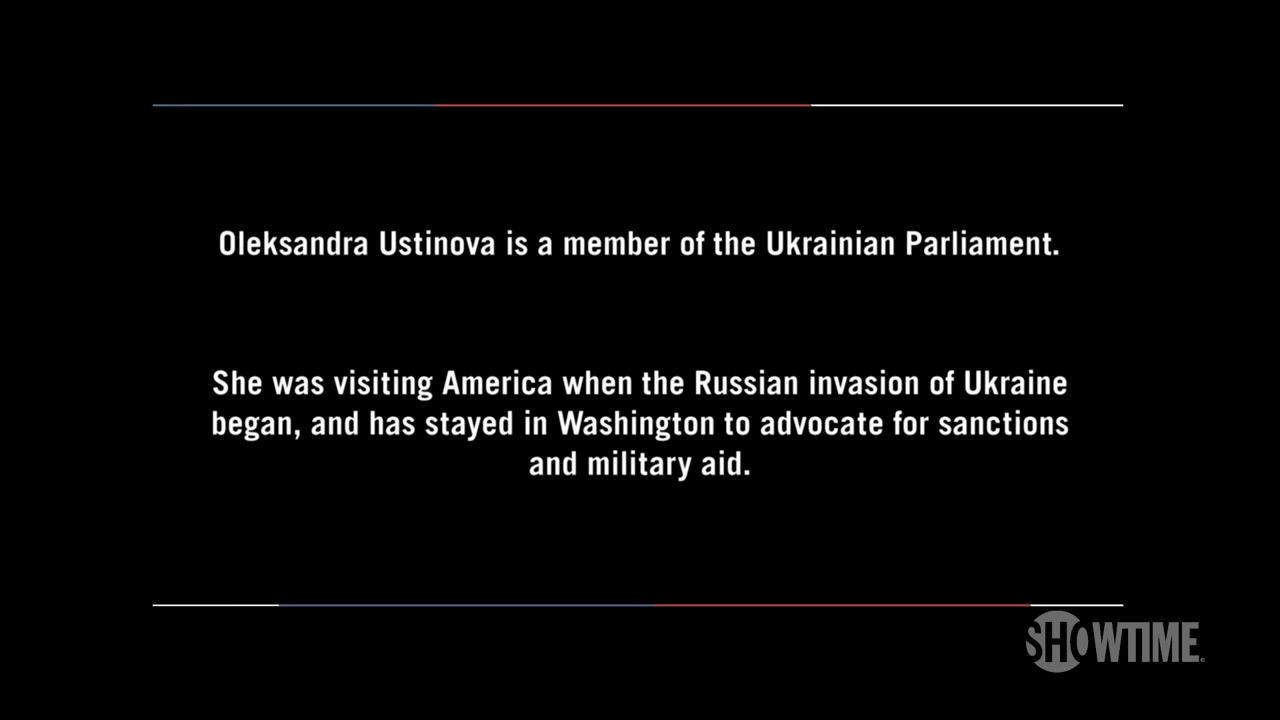 Oleksandra Ustinova is a member of the Ukrainian Parliament.
She was visiting America when the Russian invasion of Ukraine
began, and has stayed in Washington to advocate for sanctions
and military aid.
SHOWTIME®